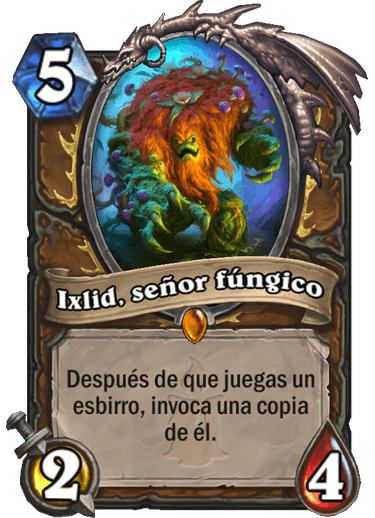 5
Ixlid, señor fúngico
Después de que juegas un
esbirro, invoca una copia
de él.
2
4